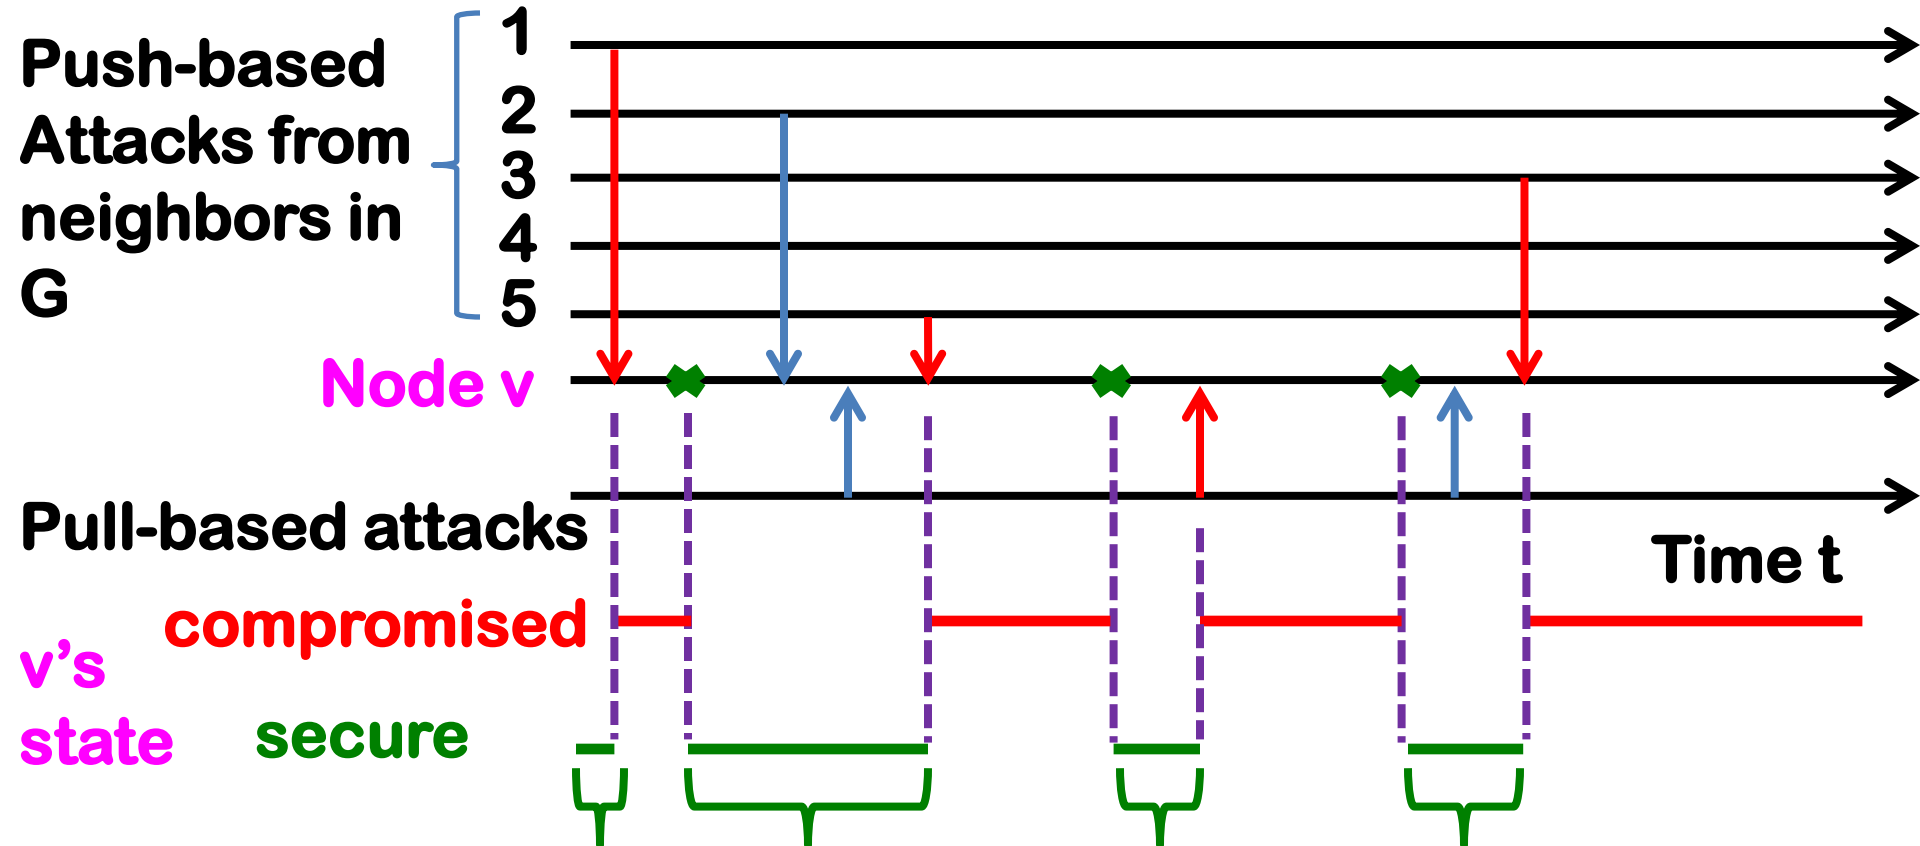 Push-based
Attacks from
neighbors in
G
1
2
3
4
5
Node v
Pull-based attacks
Time t
compromised
v’s
state
secure